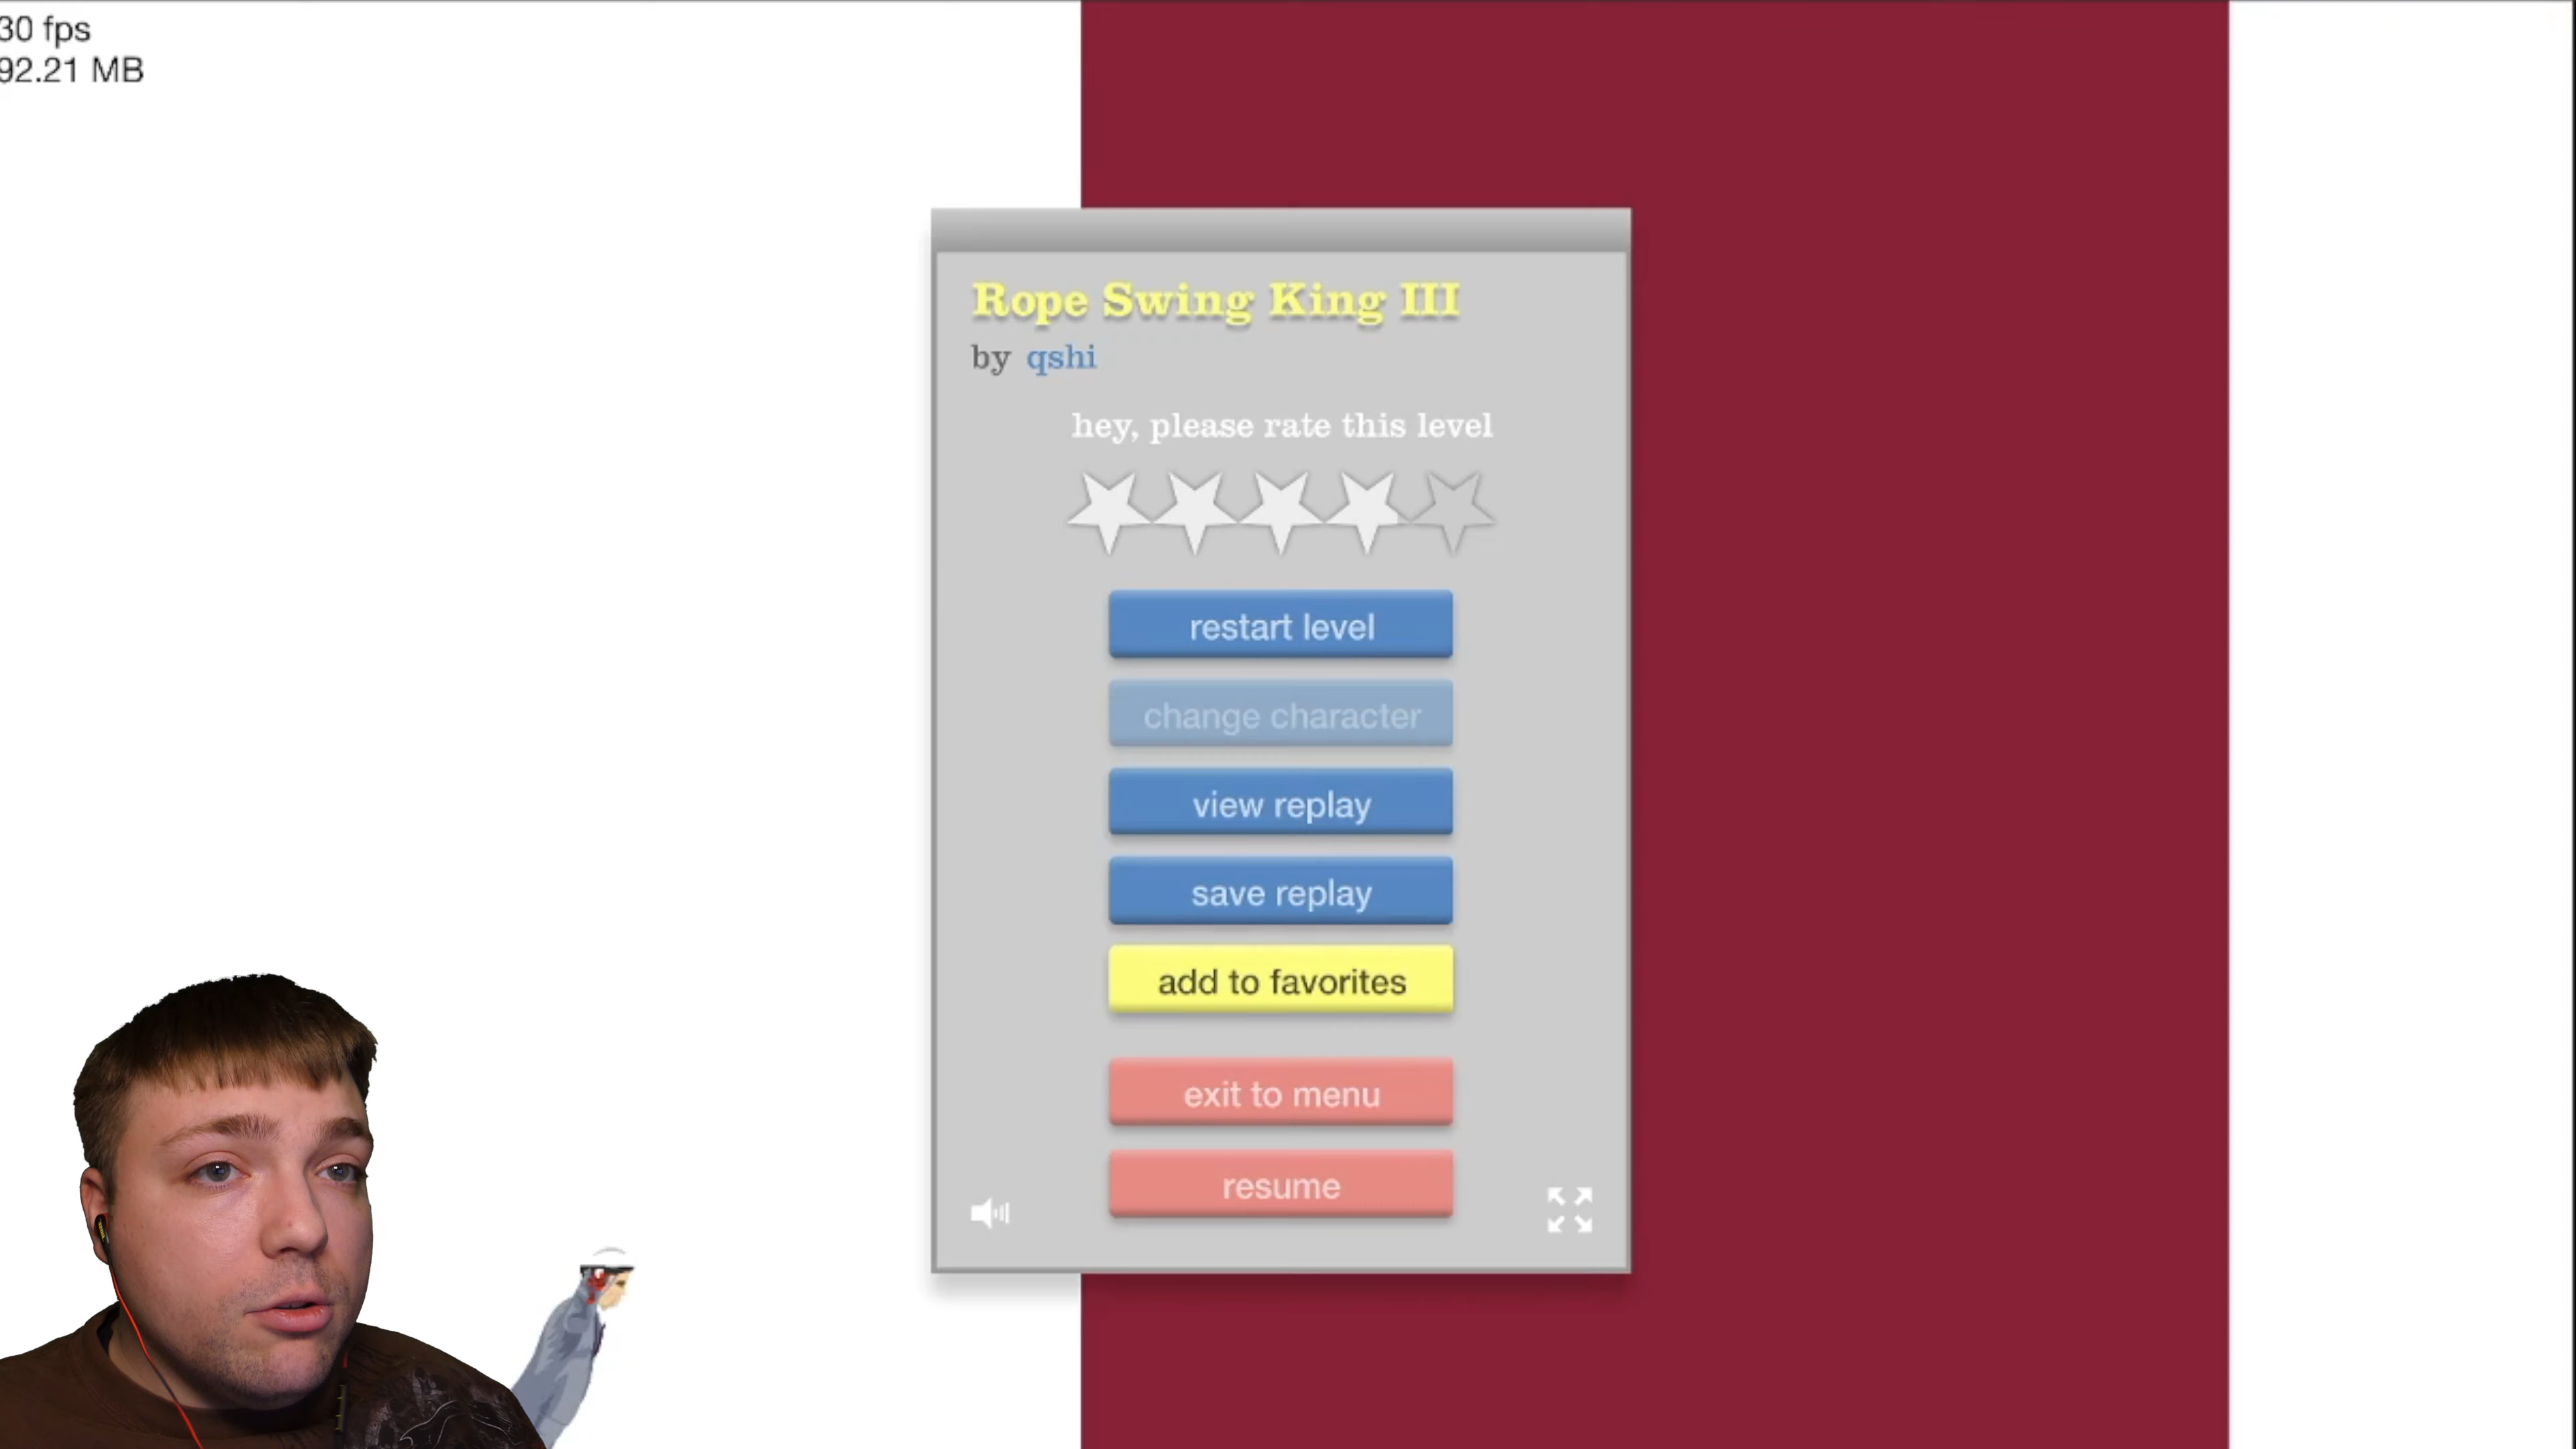 30 fps
92.21 MB
Rope Swing King III
by qshi
hey, please rate this level
restart level
change character
view replay
save replay
add to favorites
exit to menu
resume